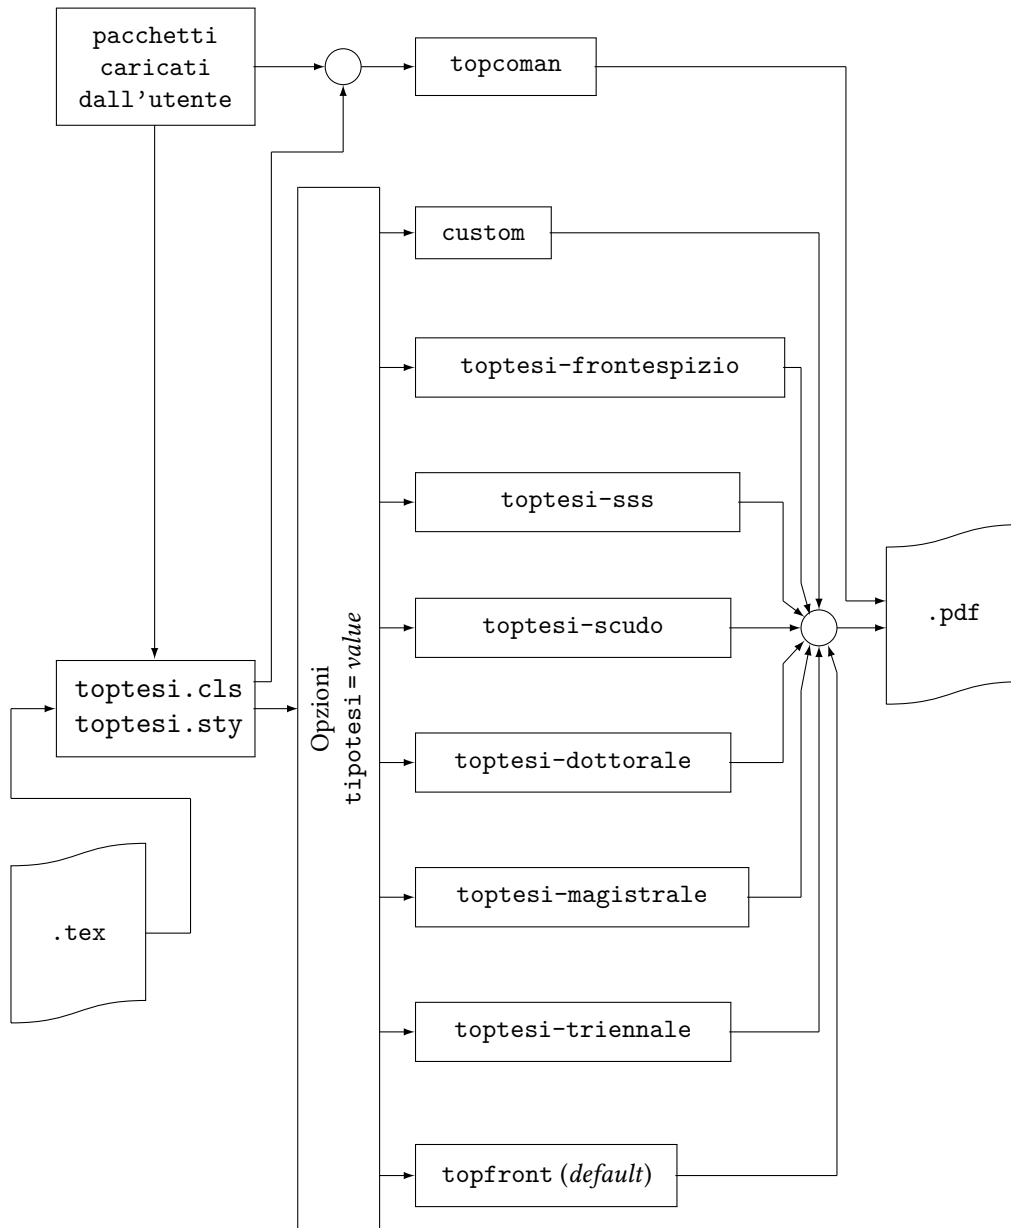 pacchetti
caricati
dall'utente
topcoman
custom
toptesi-frontespizio
toptesi-sss
toptesi-scudo
.pdf
toptesi.cls
toptesi.sty
Opzioni
tipotesi = value
toptesi-dottorale
toptesi-magistrale
.tex
toptesi-triennale
topfront (default)